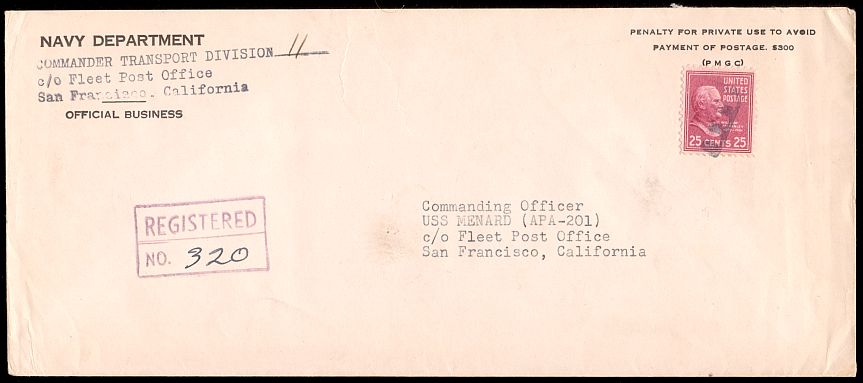 NAVY DEPARTMENT
COMMANDER TRANSPORT DIVISION 11
c/o Fleet Post Office
San Francisco, California
OFFICIAL BUSINESS
PENALTY FOR PRIVATE USE TO AVOID
PAYMENT OF POSTAGE. $300
(P M G C)
UNITED
STATES
POSTAGE
25 CENTS 25
REGISTERED
NO. 320
Commanding Officer
USS MENARD (APA-201)
c/o Fleet Post Office
San Francisco, California